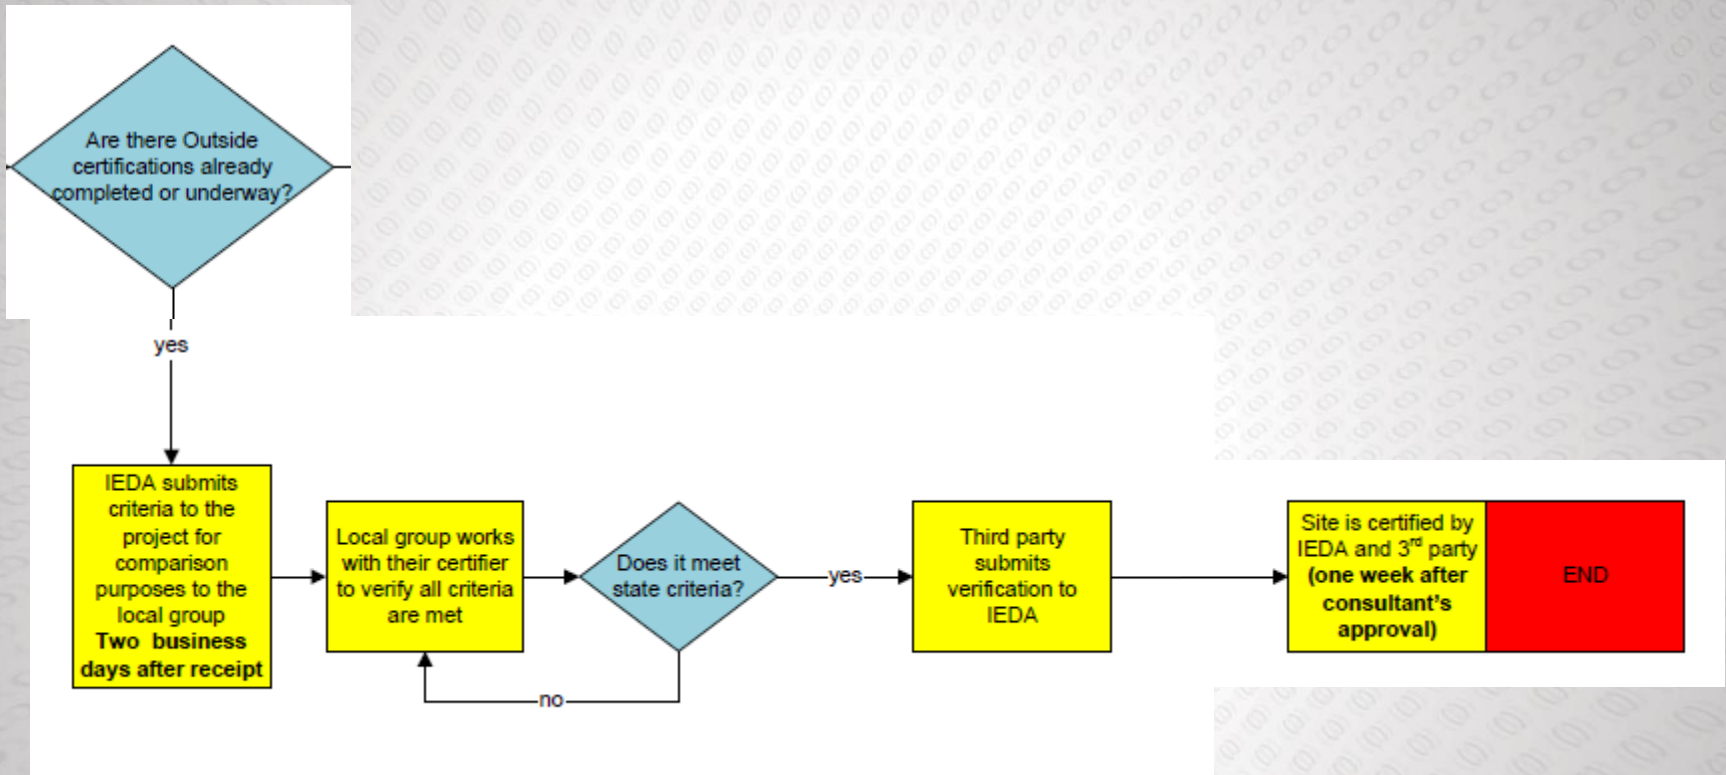 Are there Outside
certifications already
completed or underway?
yes
IEDA submits
criteria to the
project for
comparison
purposes to the
local group
Two business
days after receipt
Local group works
with their certifier
to verify all criteria
are met
Does it meet
state criteria?
no
yes
Third party
submits
verification to
IEDA
Site is certified by
IEDA and 3rd party
(one week after
consultant's
approval)
END